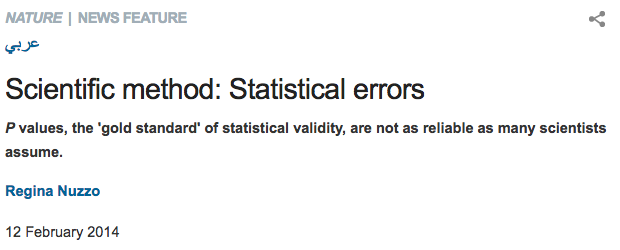 NATURE | NEWS FEATURE
عربي
Scientific method: Statistical errors
P values, the 'gold standard' of statistical validity, are not as reliable as many scientists
assume.
Regina Nuzzo
12 February 2014